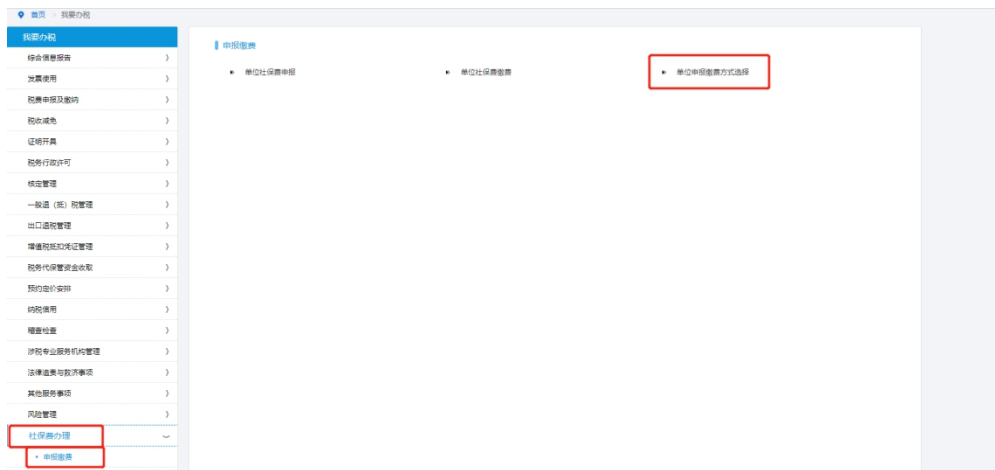 首页 > 我要办税
我要办税
综合信息报告
发票使用
税费申报及缴纳
税收减免
证明开具
税务行政许可
核定管理
一般退（抵）税管理
出口退税管理
增值税抵扣凭证管理
税务代保管资金收取
预约定价安排
纳税信用
稽查检查
涉税专业服务机构管理
法律追责与救济事项
其他服务事项
风险管理
社保费办理
申报缴费
申报缴费
单位社保费申报
单位社保费缴费
单位申报缴费方式选择